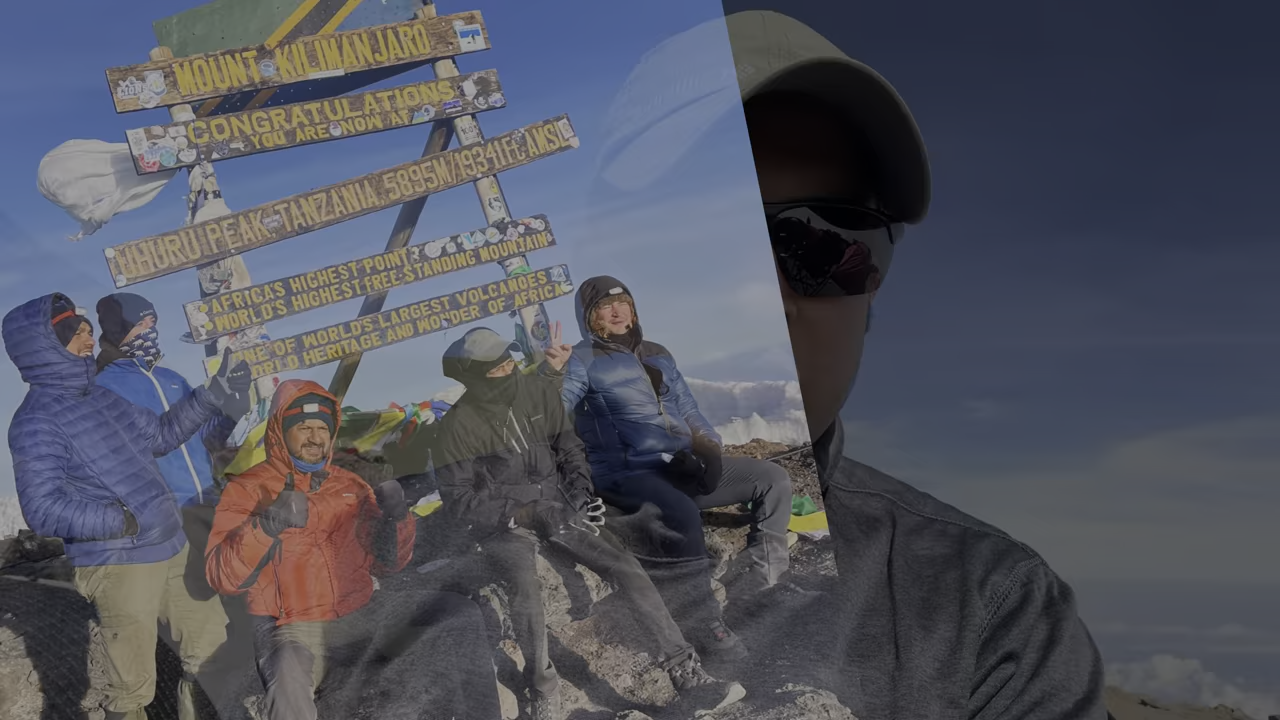 MOUNT KILIMANJARO
CONGRATULATIONS
YOU ARE NOW AT
UHURU PEAK, TANZANIA, 5895M/19341FT. AMSL
AFRICA'S HIGHEST POINT
WORLD'S HIGHEST FREE-STANDING MOUNTAIN
ONE OF WORLD'S LARGEST VOLCANOES
WORLD HERITAGE AND WONDER OF AFRICA